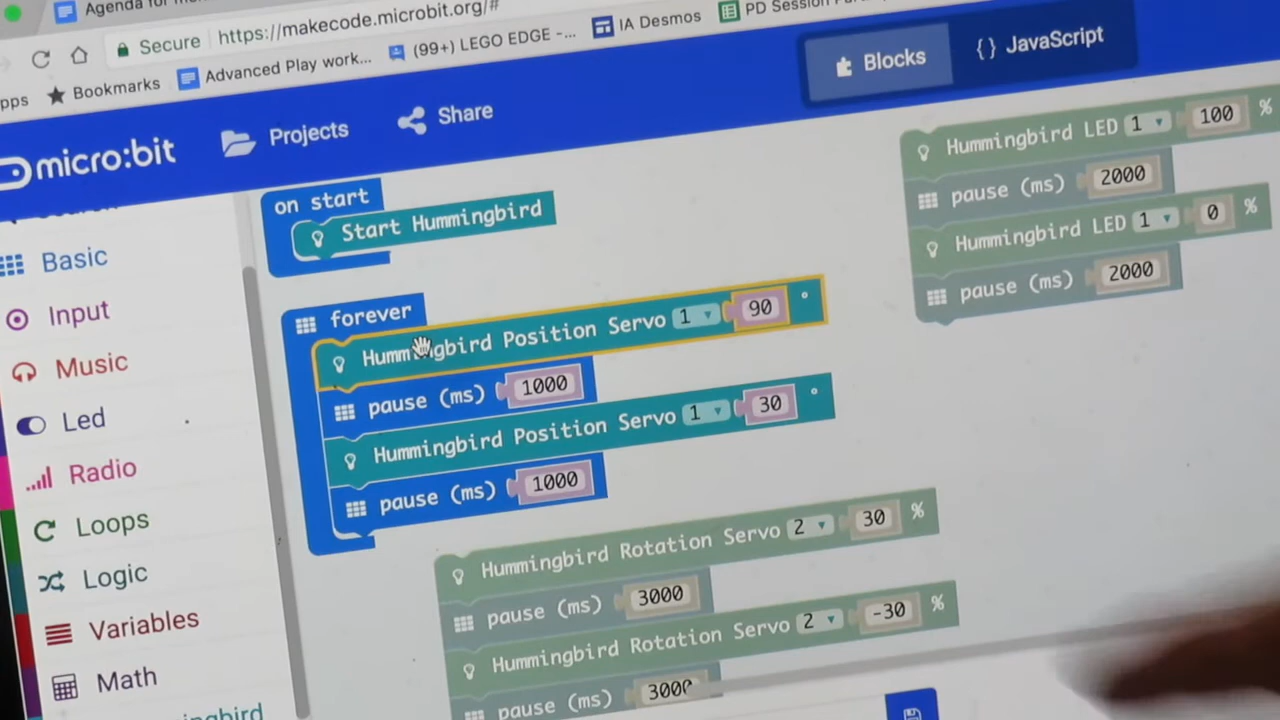 Agenda for
Secure https://makecode.microbit.org/#
Bookmarks Advanced Play work... (99+) LEGO EDGE -... IA Desmos PD Session
micro:bit Projects Share Blocks {} JavaScript
Basic
Input
Music
Led
Radio
Loops
Logic
Variables
Math
on start
Start Hummingbird
forever
Hummingbird Position Servo 1 90 °
pause (ms) 1000
Hummingbird Position Servo 1 30 °
pause (ms) 1000
Hummingbird Rotation Servo 2 30 %
pause (ms) 3000
Hummingbird Rotation Servo 2 -30 %
pause (ms) 3000
Hummingbird LED 1 100 %
pause (ms) 2000
Hummingbird LED 1 0 %
pause (ms) 2000